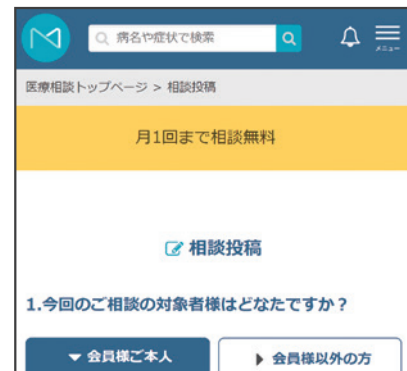 病名や症状で検索
メニュー
医療相談トップページ > 相談投稿
月1回まで相談無料
相談投稿
1.今回のご相談の対象者様はどなたですか？
▼ 会員様ご本人
▶ 会員様以外の方